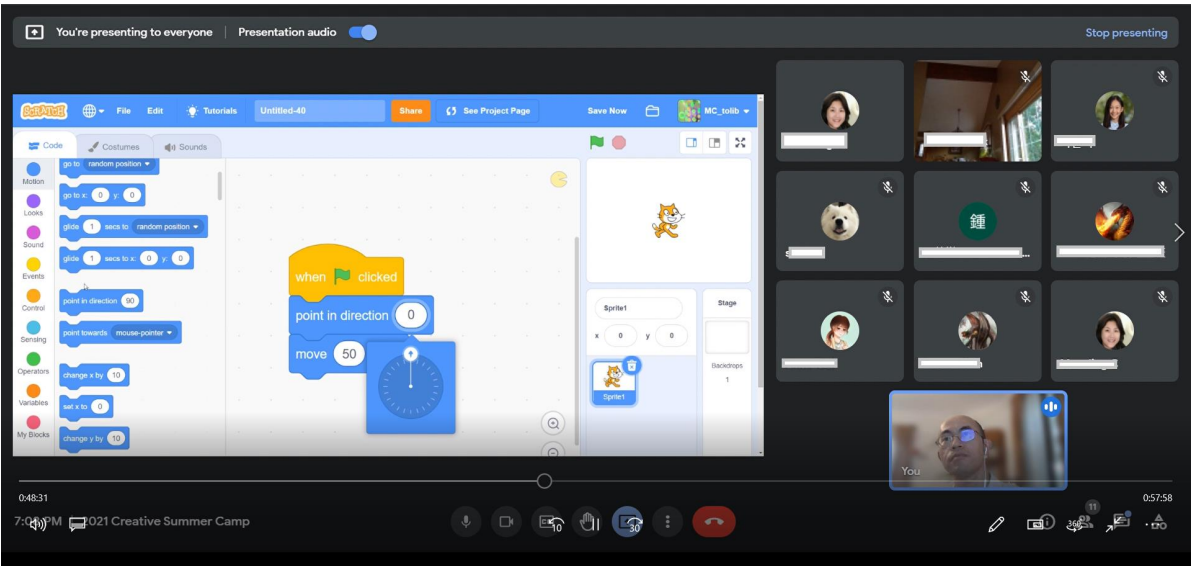 You're presenting to everyone | Presentation audio
Stop presenting
SCRATCH File Edit Tutorials Untitled-40 Share See Project Page Save Now MC_tolib
Code Costumes Sounds
Motion
Looks
Sound
Events
Control
Sensing
Operators
Variables
My Blocks
go to random position
go to x: 0 y: 0
glide 1 secs to random position
glide 1 secs to x: 0 y: 0
point in direction 90
point towards mouse-pointer
change x by 10
set x to 0
change y by 10
when clicked
point in direction 0
move 50
Sprite1
x 0 y 0
Sprite1
Stage
Backdrops
1
鍾
...
You
0:48:31
0:57:58
2021 Creative Summer Camp
10
30
11
360